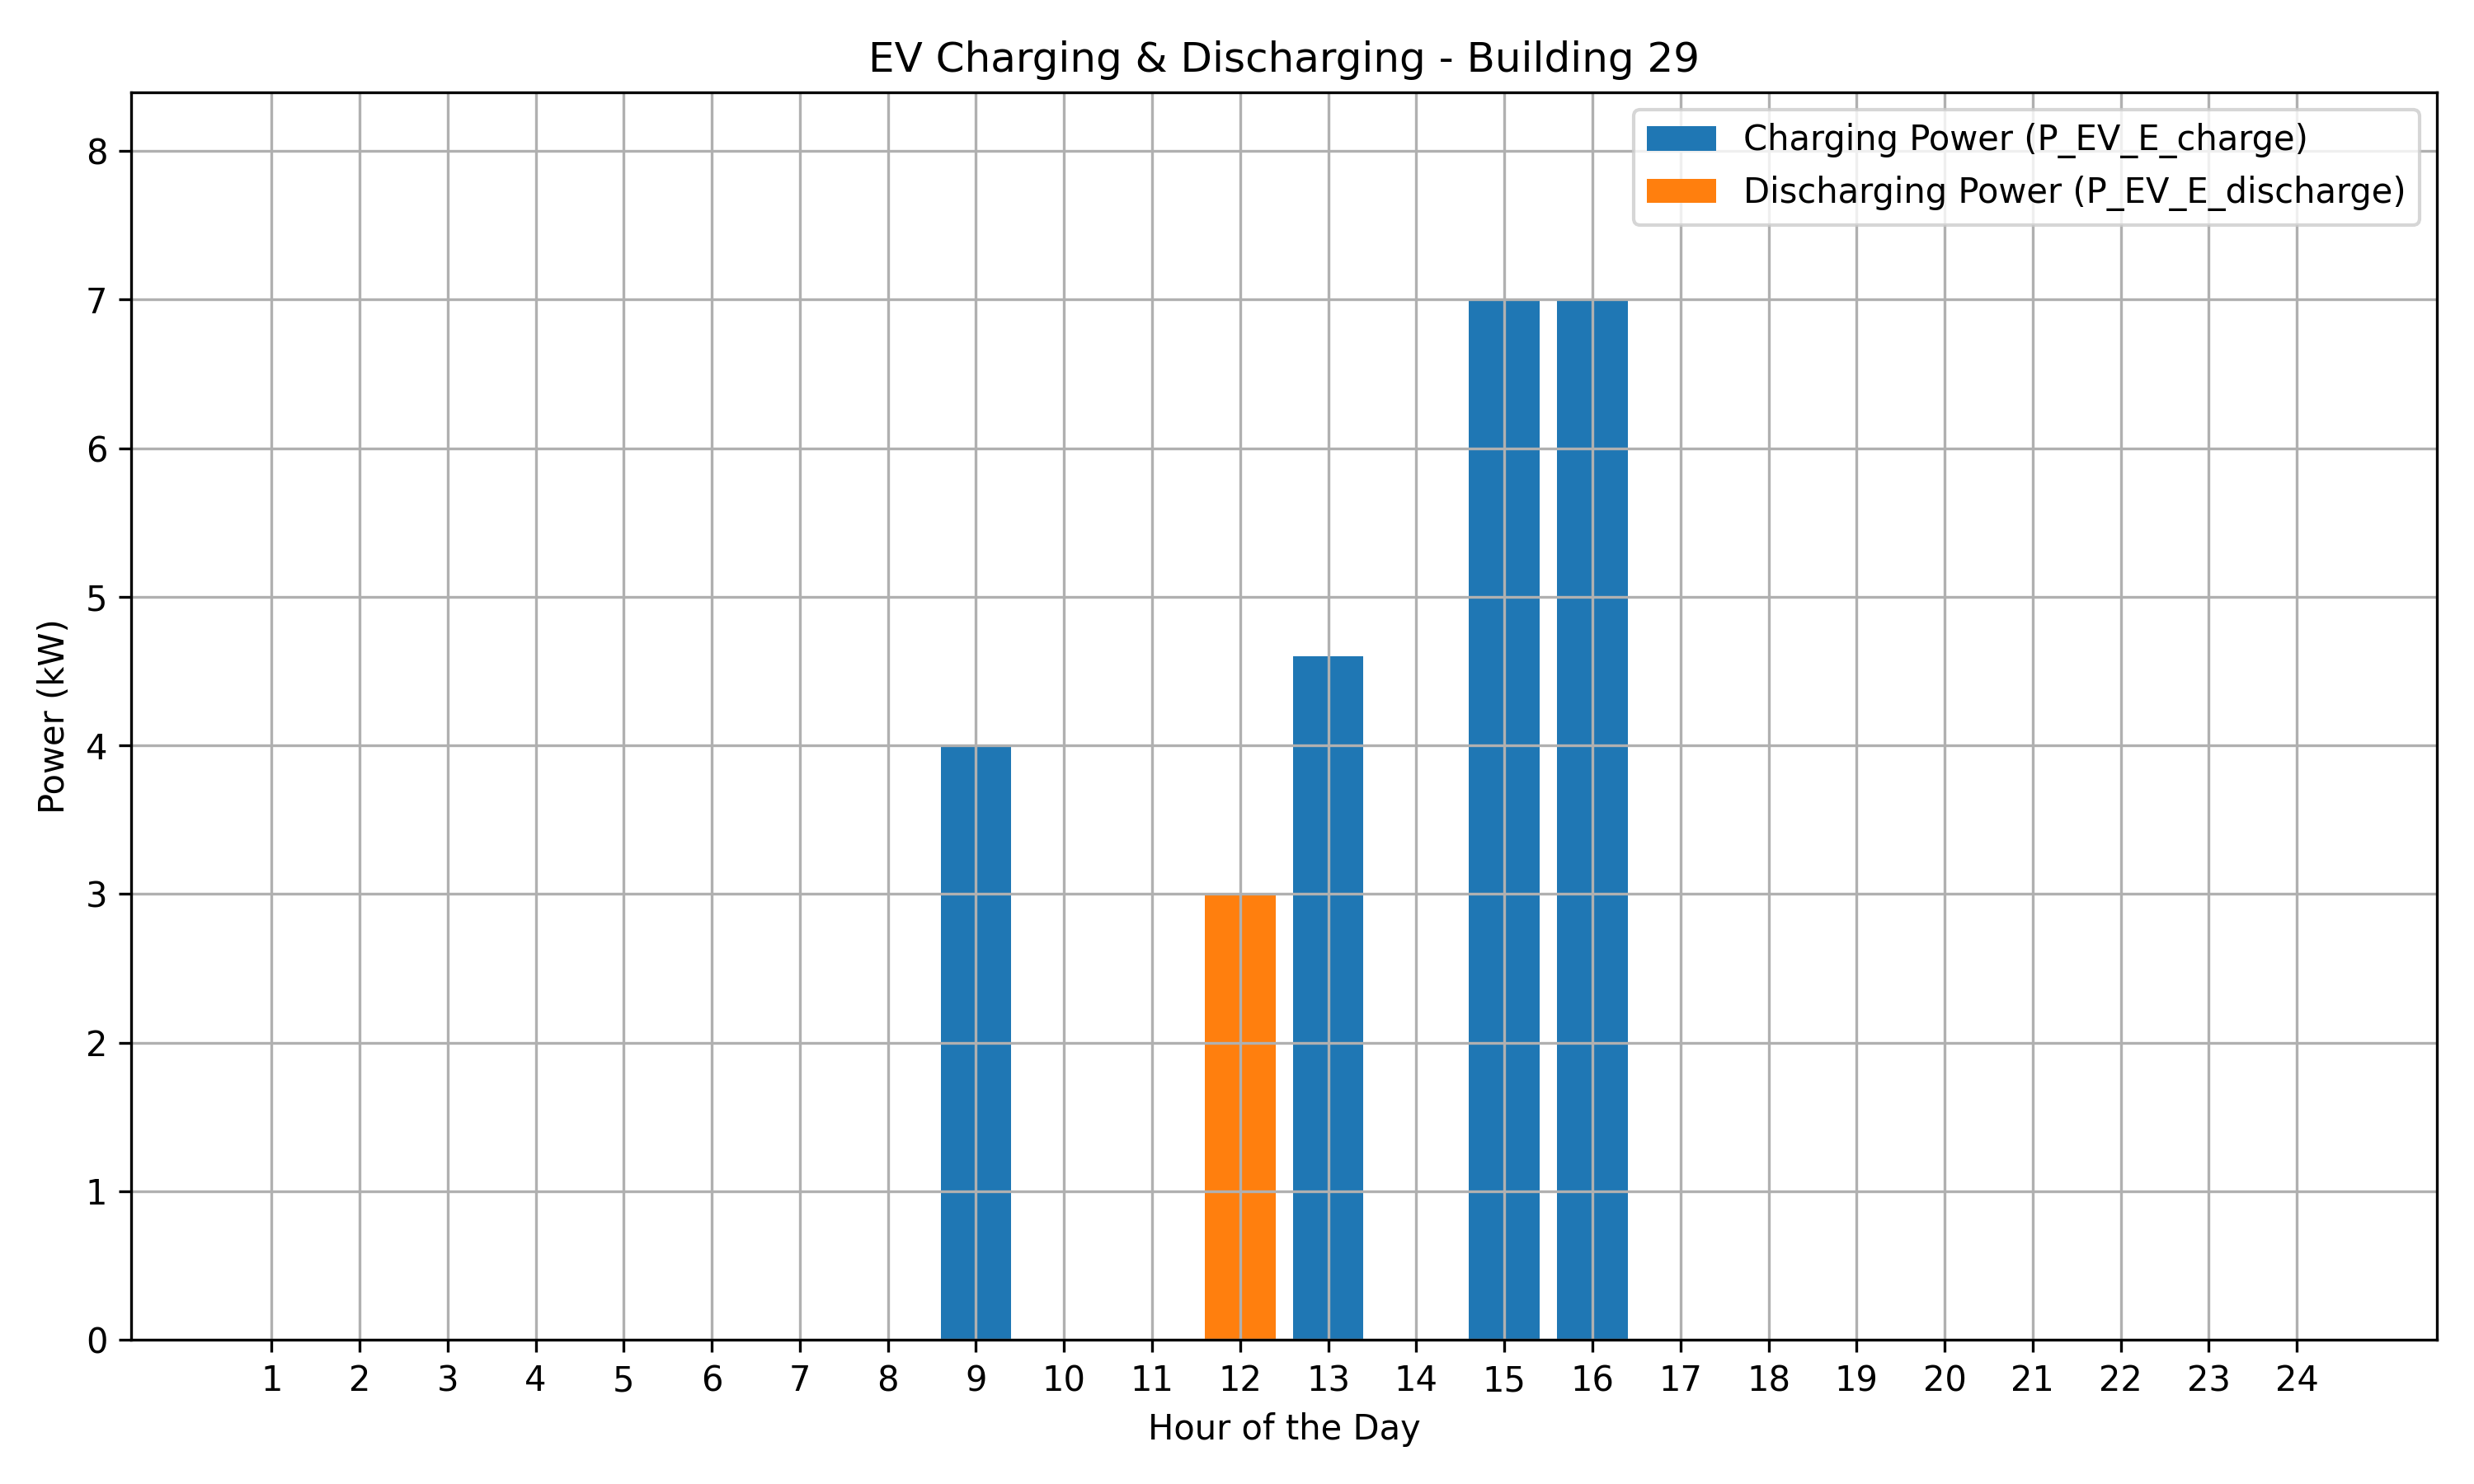 EV Charging & Discharging - Building 29
Charging Power (P_EV_E_charge)
Discharging Power (P_EV_E_discharge)
Power (kW)
8
7
6
5
4
3
2
1
0
1 2 3 4 5 6 7 8 9 10 11 12 13 14 15 16 17 18 19 20 21 22 23 24
Hour of the Day